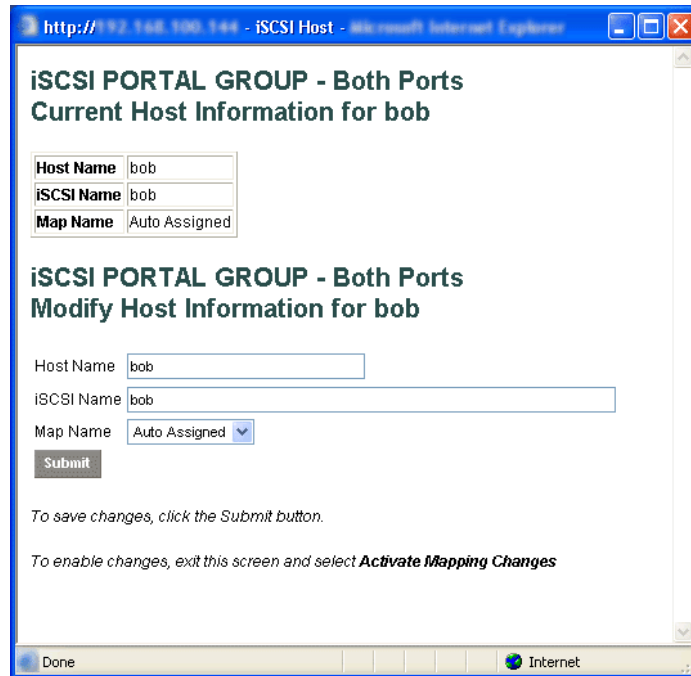 http://192.168.100.144 - iSCSI Host - Microsoft Internet Explorer
iSCSI PORTAL GROUP - Both Ports
Current Host Information for bob
Host Name bob
iSCSI Name bob
Map Name Auto Assigned
iSCSI PORTAL GROUP - Both Ports
Modify Host Information for bob
Host Name bob
iSCSI Name bob
Map Name Auto Assigned
Submit
To save changes, click the Submit button.
To enable changes, exit this screen and select Activate Mapping Changes
Done
Internet